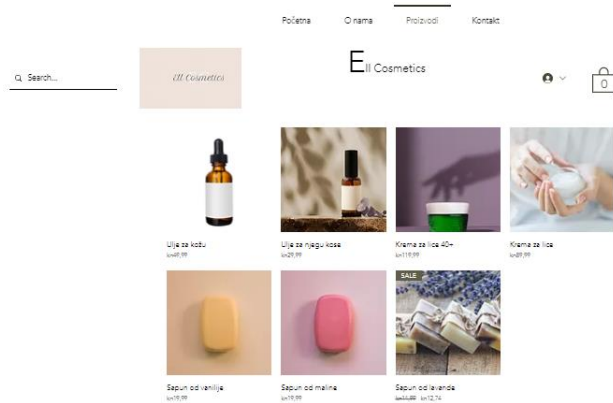 Početna O nama Proizvodi Kontakt
Ell Cosmetics
Search...
Ell Cosmetics
0
Ulje za kožu
kn49,99
Ulje za njegu kose
kn29,99
Krema za lice 40+
kn119,99
Krema za lice
kn89,99
SALE
Sapun od vanilije
kn19,99
Sapun od maline
kn19,99
Sapun od lavande
kn12,74